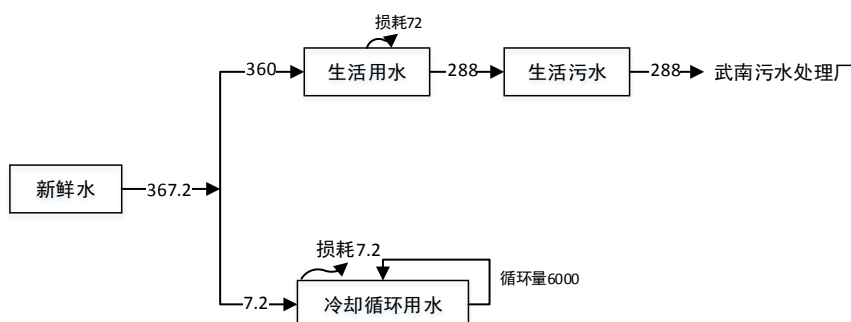 损耗72
360
生活用水
288
生活污水
288
武南污水处理厂
新鲜水
367.2
损耗7.2
循环量6000
7.2
冷却循环用水